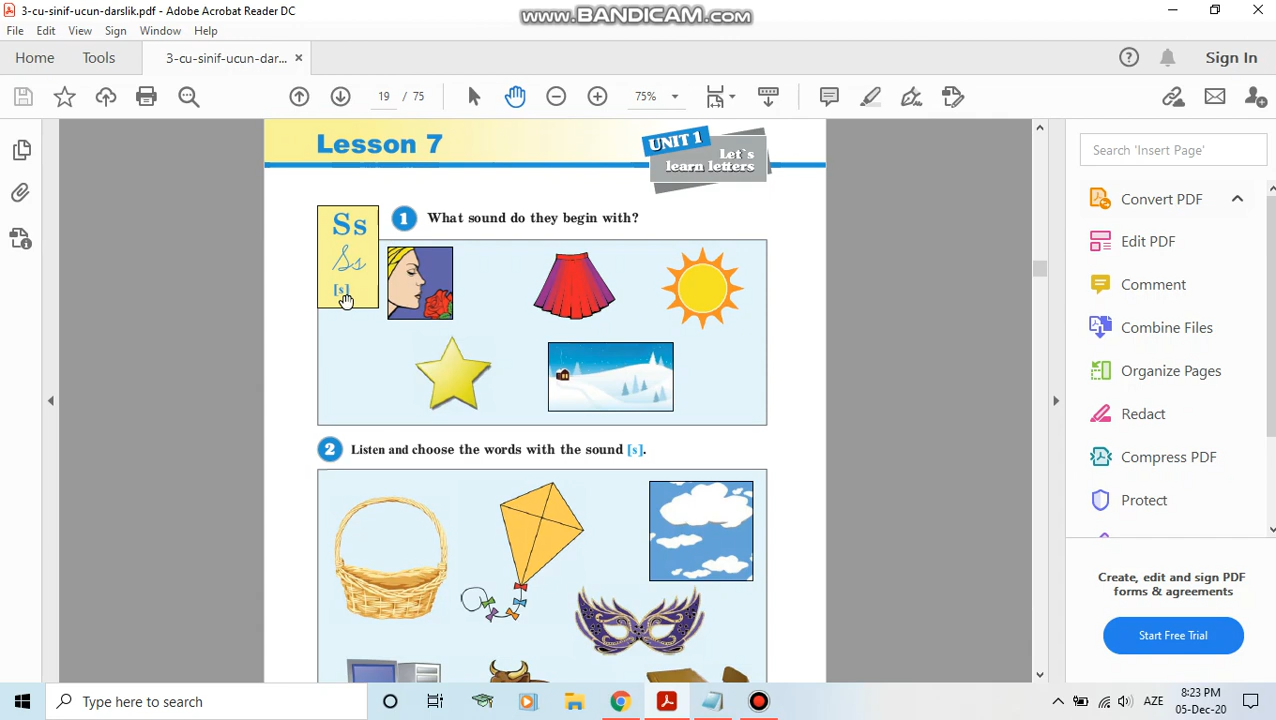 3-cu-sinif-ucun-darslik.pdf - Adobe Acrobat Reader DC
www.BANDICAM.com
File Edit View Sign Window Help
Home Tools 3-cu-sinif-ucun-dar... × Sign In
19 / 75 75%
Lesson 7
UNIT 1
Let`s
learn letters
Ss
Ss
[s]
1 What sound do they begin with?
2 Listen and choose the words with the sound [s].
Search 'Insert Page'
Convert PDF
Edit PDF
Comment
Combine Files
Organize Pages
Redact
Compress PDF
Protect
Create, edit and sign PDF
forms & agreements
Start Free Trial
Type here to search
AZE
8:23 PM
05-Dec-20